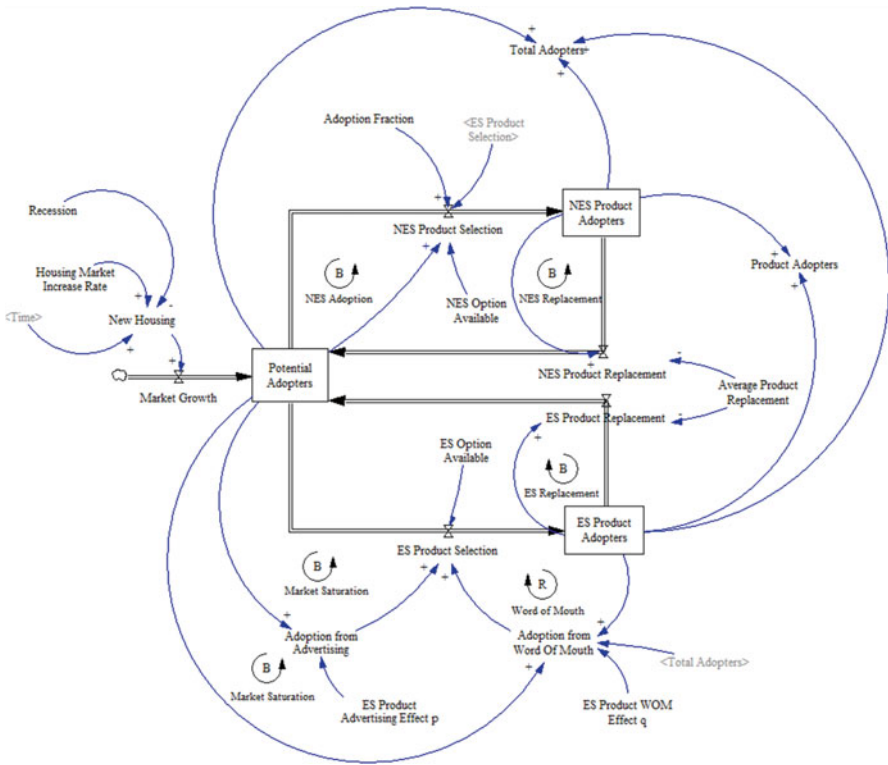 +
Total Adopters
+
+
Adoption Fraction
<ES Product
Selection>
Recession
+
+
NES Product
Adopters
NES Product Selection
+
+
Product Adopters
+
B
NES Adoption
B
NES Replacement
Housing Market
Increase Rate
+
-
<Time>
New Housing
+
+
NES Option
Available
Potential
Adopters
+
NES Product Replacement
-
Market Growth
Average Product
Replacement
ES Product Replacement
-
+
ES Option
Available
B
ES Replacement
ES Product
Adopters
ES Product Selection
+
+
B
Market Saturation
R
Word of Mouth
+
+
Adoption from
Advertising
Adoption from
Word Of Mouth
+
<Total Adopters>
B
Market Saturation
ES Product
Advertising Effect p
ES Product WOM
Effect q